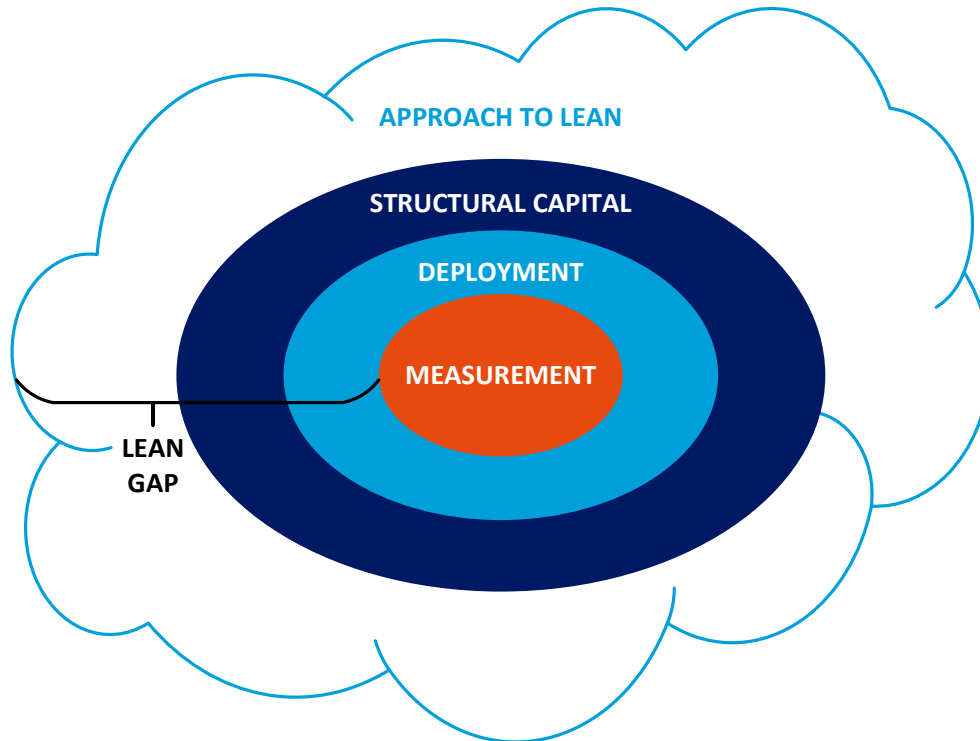 APPROACH TO LEAN
STRUCTURAL CAPITAL
DEPLOYMENT
MEASUREMENT
LEAN
GAP